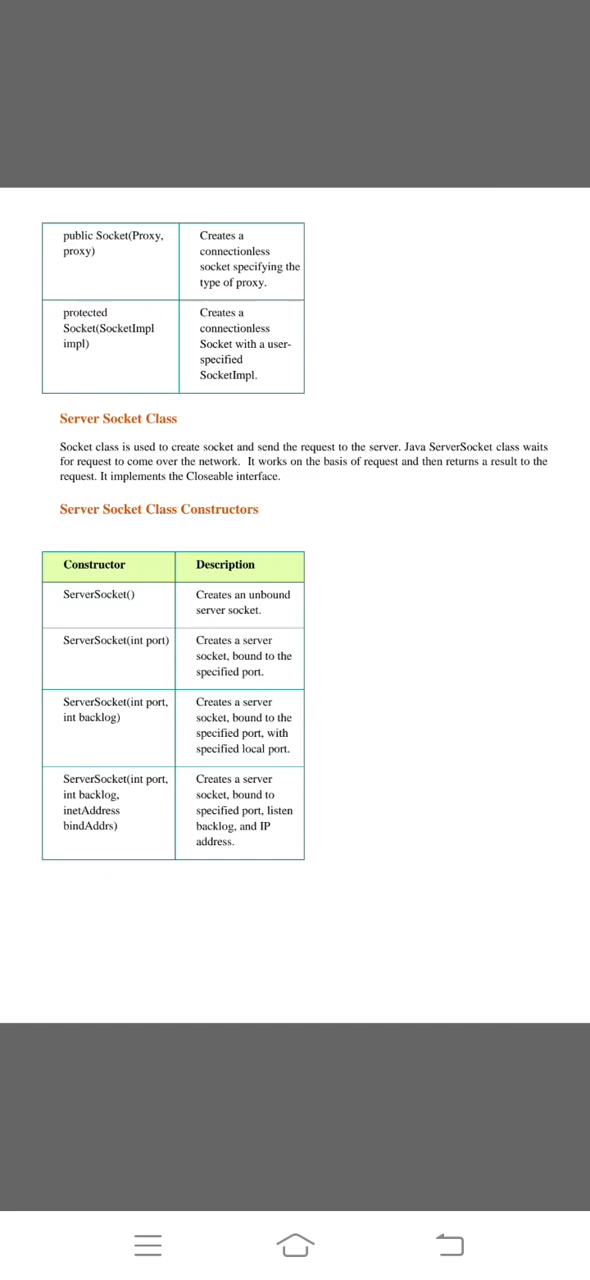 public Socket(Proxy,
proxy)
Creates a
connectionless
socket specifying the
type of proxy.
protected
Socket(SocketImpl
impl)
Creates a
connectionless
Socket with a user-
specified
SocketImpl.
Server Socket Class
Socket class is used to create socket and send the request to the server. Java ServerSocket class waits
for request to come over the network.  It works on the basis of request and then returns a result to the
request. It implements the Closeable interface.
Server Socket Class Constructors
Constructor
Description
ServerSocket()
Creates an unbound
server socket.
ServerSocket(int port)
Creates a server
socket, bound to the
specified port.
ServerSocket(int port,
int backlog)
Creates a server
socket, bound to the
specified port, with
specified local port.
ServerSocket(int port,
int backlog,
inetAddress
bindAddrs)
Creates a server
socket, bound to
specified port, listen
backlog, and IP
address.